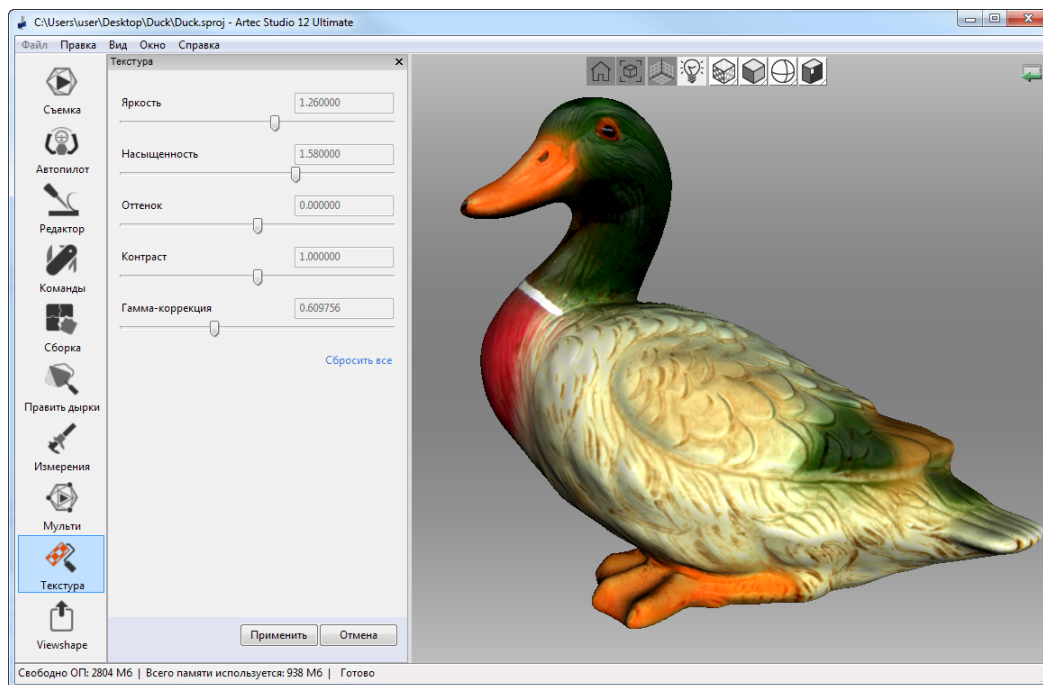 C:\Users\user\Desktop\Duck\Duck.sproj - Artec Studio 12 Ultimate
Файл Правка Вид Окно Справка
Съемка
Автопилот
Редактор
Команды
Сборка
Править дырки
Измерения
Мульти
Текстура
Viewshape
Текстура
Яркость 1.260000
Насыщенность 1.580000
Оттенок 0.000000
Контраст 1.000000
Гамма-коррекция 0.609756
Сбросить все
Применить Отмена
Свободно ОП: 2804 Мб | Всего памяти используется: 938 Мб | Готово